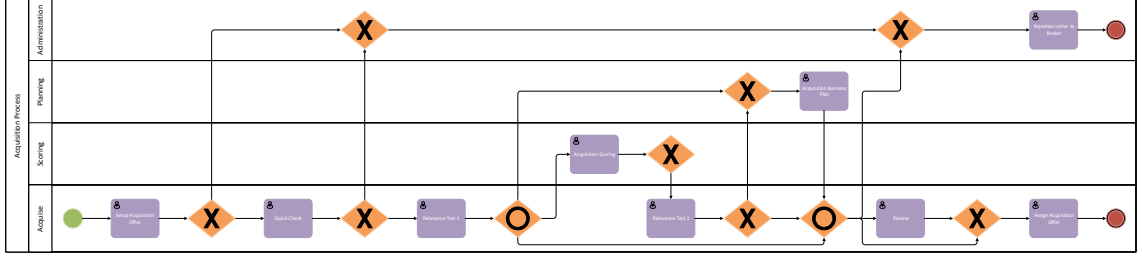 Acquisition Process
Administration
Rejection Letter to
Broker
Planning
Acquisition Business
Plan
Scoring
Acquisition Scoring
Acquise
Setup Acquisition
Offer
Quick Check
Relevance Test 1
Relevance Test 2
Review
Assign Acquisition
Offer